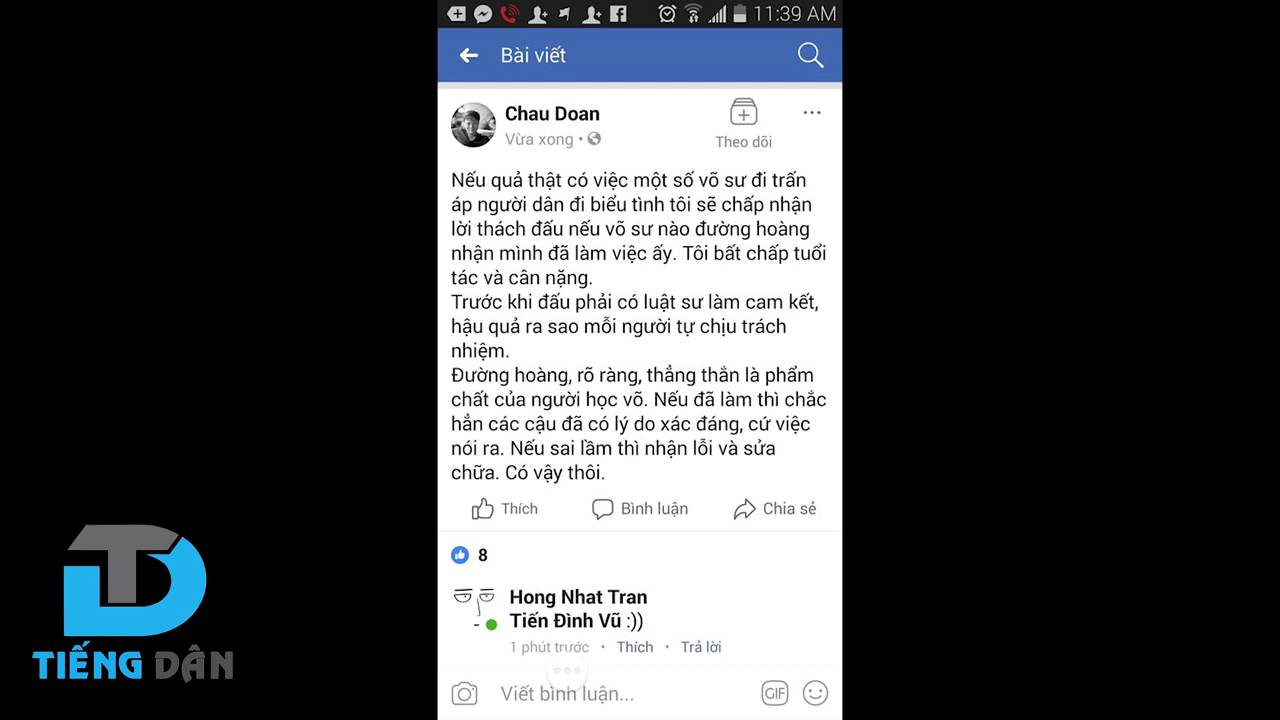 11:39 AM
Bài viết
Chau Doan
Vừa xong
Theo dõi
Nếu quả thật có việc một số võ sư đi trấn
áp người dân đi biểu tình tôi sẽ chấp nhận
lời thách đấu nếu võ sư nào đường hoàng
nhận mình đã làm việc ấy. Tôi bất chấp tuổi
tác và cân nặng.
Trước khi đấu phải có luật sư làm cam kết,
hậu quả ra sao mỗi người tự chịu trách
nhiệm.
Đường hoàng, rõ ràng, thẳng thắn là phẩm
chất của người học võ. Nếu đã làm thì chắc
hẳn các cậu đã có lý do xác đáng, cứ việc
nói ra. Nếu sai lầm thì nhận lỗi và sửa
chữa. Có vậy thôi.
Thích Bình luận Chia sẻ
8
Hong Nhat Tran
Tiến Đình Vũ :))
1 phút trước • Thích • Trả lời
Viết bình luận...
GIF
TD
TIẾNG DÂN